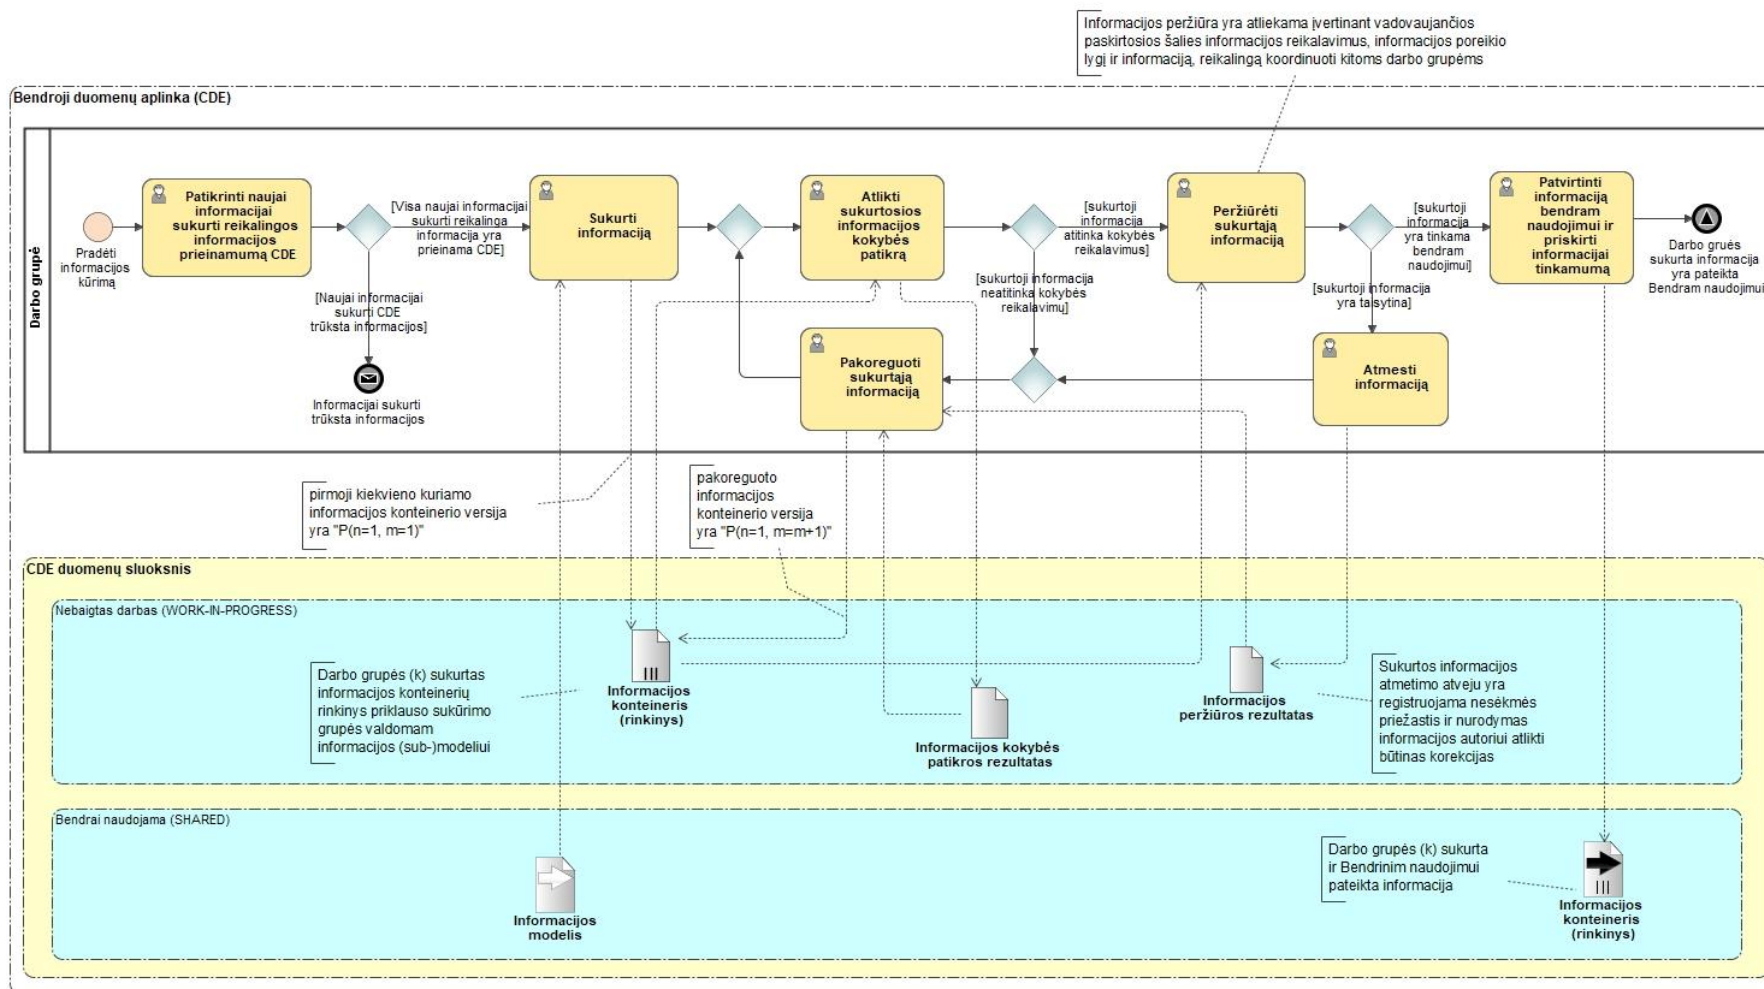 Informacijos peržiūra yra atliekama įvertinant vadovaujančios
paskirtosios šalies informacijos reikalavimus, informacijos poreikio
lygį ir informaciją, reikalingą koordinuoti kitoms darbo grupėms
Bendroji duomenų aplinka (CDE)
Darbo grupė
Pradėti
informacijos
kūrimą
Patikrinti naujai
informacijai
sukurti reikalingos
informacijos
prieinamumą CDE
[Visa naujai informacijai
sukurti reikalinga
informacija yra
prieinama CDE]
[Naujai informacijai
sukurti CDE
trūksta informacijos]
Informacijai sukurti
trūksta informacijos
Sukurti
informaciją
Atlikti
sukurtosios
informacijos
kokybės
patikrą
[sukurtoji
informacija
atitinka kokybės
reikalavimus]
[sukurtoji informacija
neatitinka kokybės
reikalavimų]
Peržiūrėti
sukurtąją
informaciją
[sukurtoji
informacija
yra tinkama
bendram
naudojimui]
[sukurtoji informacija
yra taisytina]
Patvirtinti
informaciją
bendram
naudojimui ir
priskirti
informacijai
tinkamumą
Darbo gruės
sukurta informacija
yra pateikta
Bendram naudojimui
Pakoreguoti
sukurtąją
informaciją
Atmesti
informaciją
pirmoji kiekvieno kuriamo
informacijos konteinerio versija
yra "P(n=1, m=1)"
pakoreguoto
informacijos
konteinerio versija
yra "P(n=1, m=m+1)"
CDE duomenų sluoksnis
Nebaigtas darbas (WORK-IN-PROGRESS)
Darbo grupės (k) sukurtas
informacijos konteinerių
rinkinys priklauso sukūrimo
grupės valdomam
informacijos (sub-)modeliui
Informacijos
konteineris
(rinkinys)
Informacijos kokybės
patikros rezultatas
Informacijos
peržiūros rezultatas
Sukurtos informacijos
atmetimo atveju yra
registruojama nesėkmės
priežastis ir nurodymas
informacijos autoriui atlikti
būtinas korekcijas
Bendrai naudojama (SHARED)
Informacijos
modelis
Darbo grupės (k) sukurta
ir Bendrinim naudojimui
pateikta informacija
Informacijos
konteineris
(rinkinys)